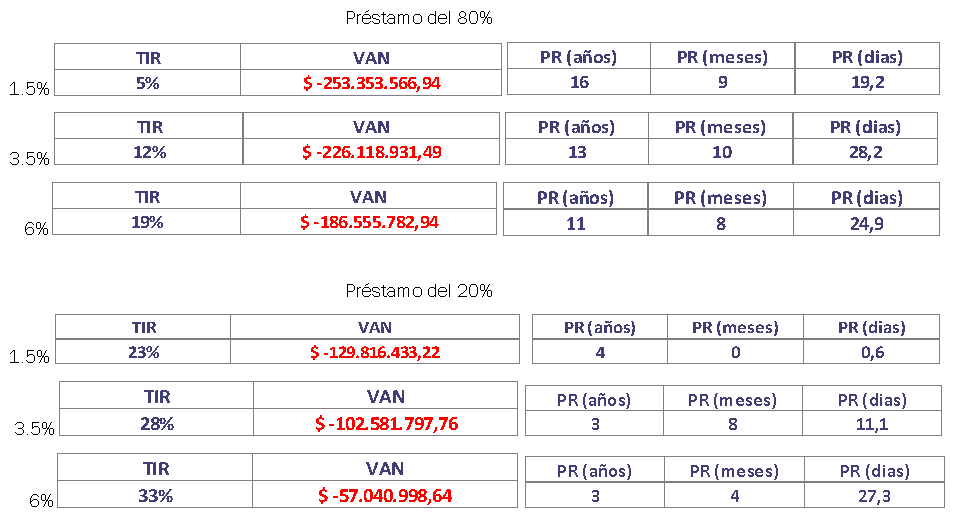 Préstamo del 80%
TIR VAN PR (años) PR (meses) PR (dias)
1.5% 5% $ -253.353.566,94 16 9 19,2
TIR VAN PR (años) PR (meses) PR (dias)
3.5% 12% $ -226.118.931,49 13 10 28,2
TIR VAN PR (años) PR (meses) PR (dias)
6% 19% $ -186.555.782,94 11 8 24,9
Préstamo del 20%
TIR VAN PR (años) PR (meses) PR (dias)
1.5% 23% $ -129.816.433,22 4 0 0,6
TIR VAN PR (años) PR (meses) PR (dias)
3.5% 28% $ -102.581.797,76 3 8 11,1
TIR VAN PR (años) PR (meses) PR (dias)
6% 33% $ -57.040.998,64 3 4 27,3